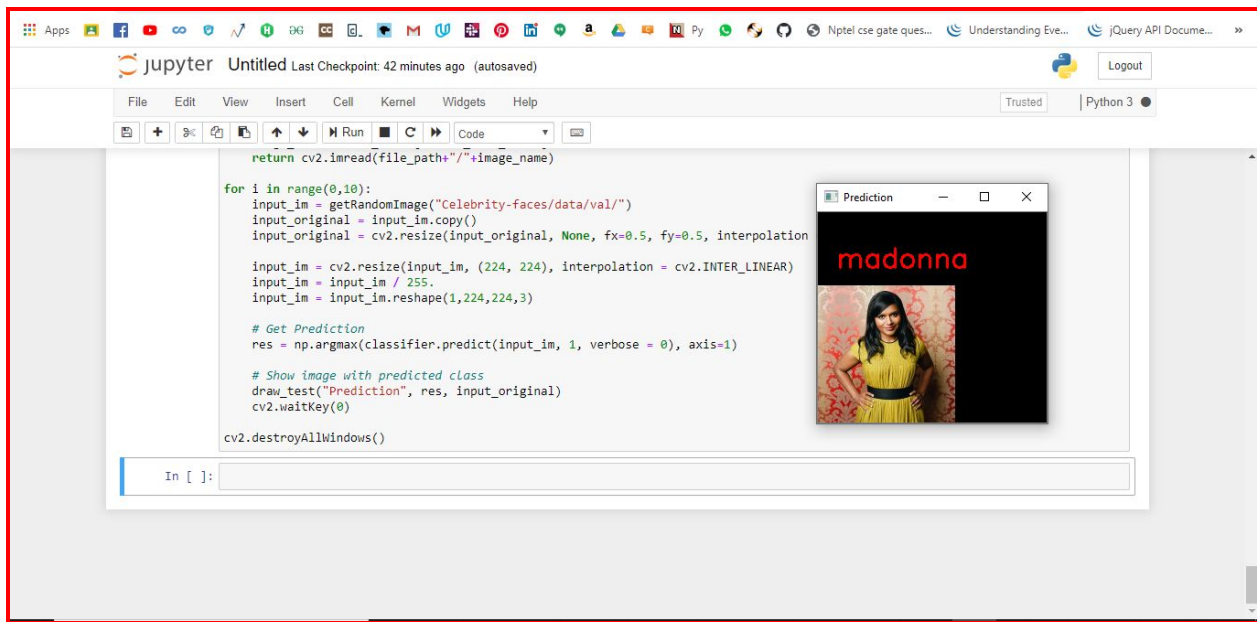 Apps
Py
Nptel cse gate ques...
Understanding Eve...
jQuery API Docume...
»
jupyter Untitled Last Checkpoint: 42 minutes ago (autosaved)
Logout
File Edit View Insert Cell Kernel Widgets Help
Trusted
Python 3
Run
Code
return cv2.imread(file_path+"/"+image_name)
for i in range(0,10):
input_im = getRandomImage("Celebrity-faces/data/val/")
input_original = input_im.copy()
input_original = cv2.resize(input_original, None, fx=0.5, fy=0.5, interpolation
input_im = cv2.resize(input_im, (224, 224), interpolation = cv2.INTER_LINEAR)
input_im = input_im / 255.
input_im = input_im.reshape(1,224,224,3)
# Get Prediction
res = np.argmax(classifier.predict(input_im, 1, verbose = 0), axis=1)
# Show image with predicted class
draw_test("Prediction", res, input_original)
cv2.waitKey(0)
cv2.destroyAllWindows()
Prediction
madonna
In [ ]: